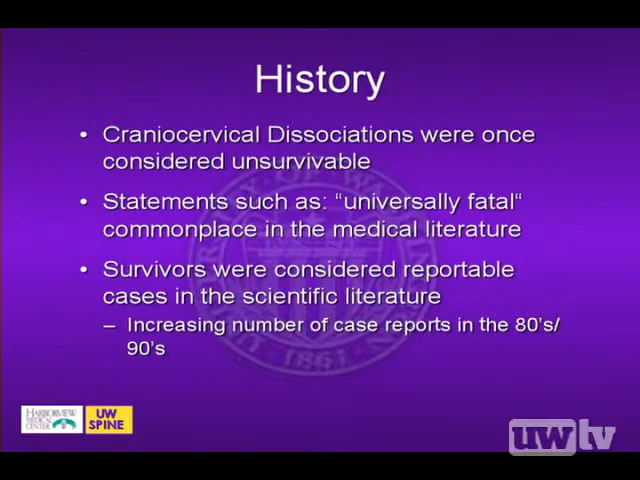 History
• Craniocervical Dissociations were once
considered unsurvivable
• Statements such as: “universally fatal“
commonplace in the medical literature
• Survivors were considered reportable
cases in the scientific literature
– Increasing number of case reports in the 80's/
90's
HARBORVIEW
MEDICAL
CENTER
UW
SPINE
uwtv
1861